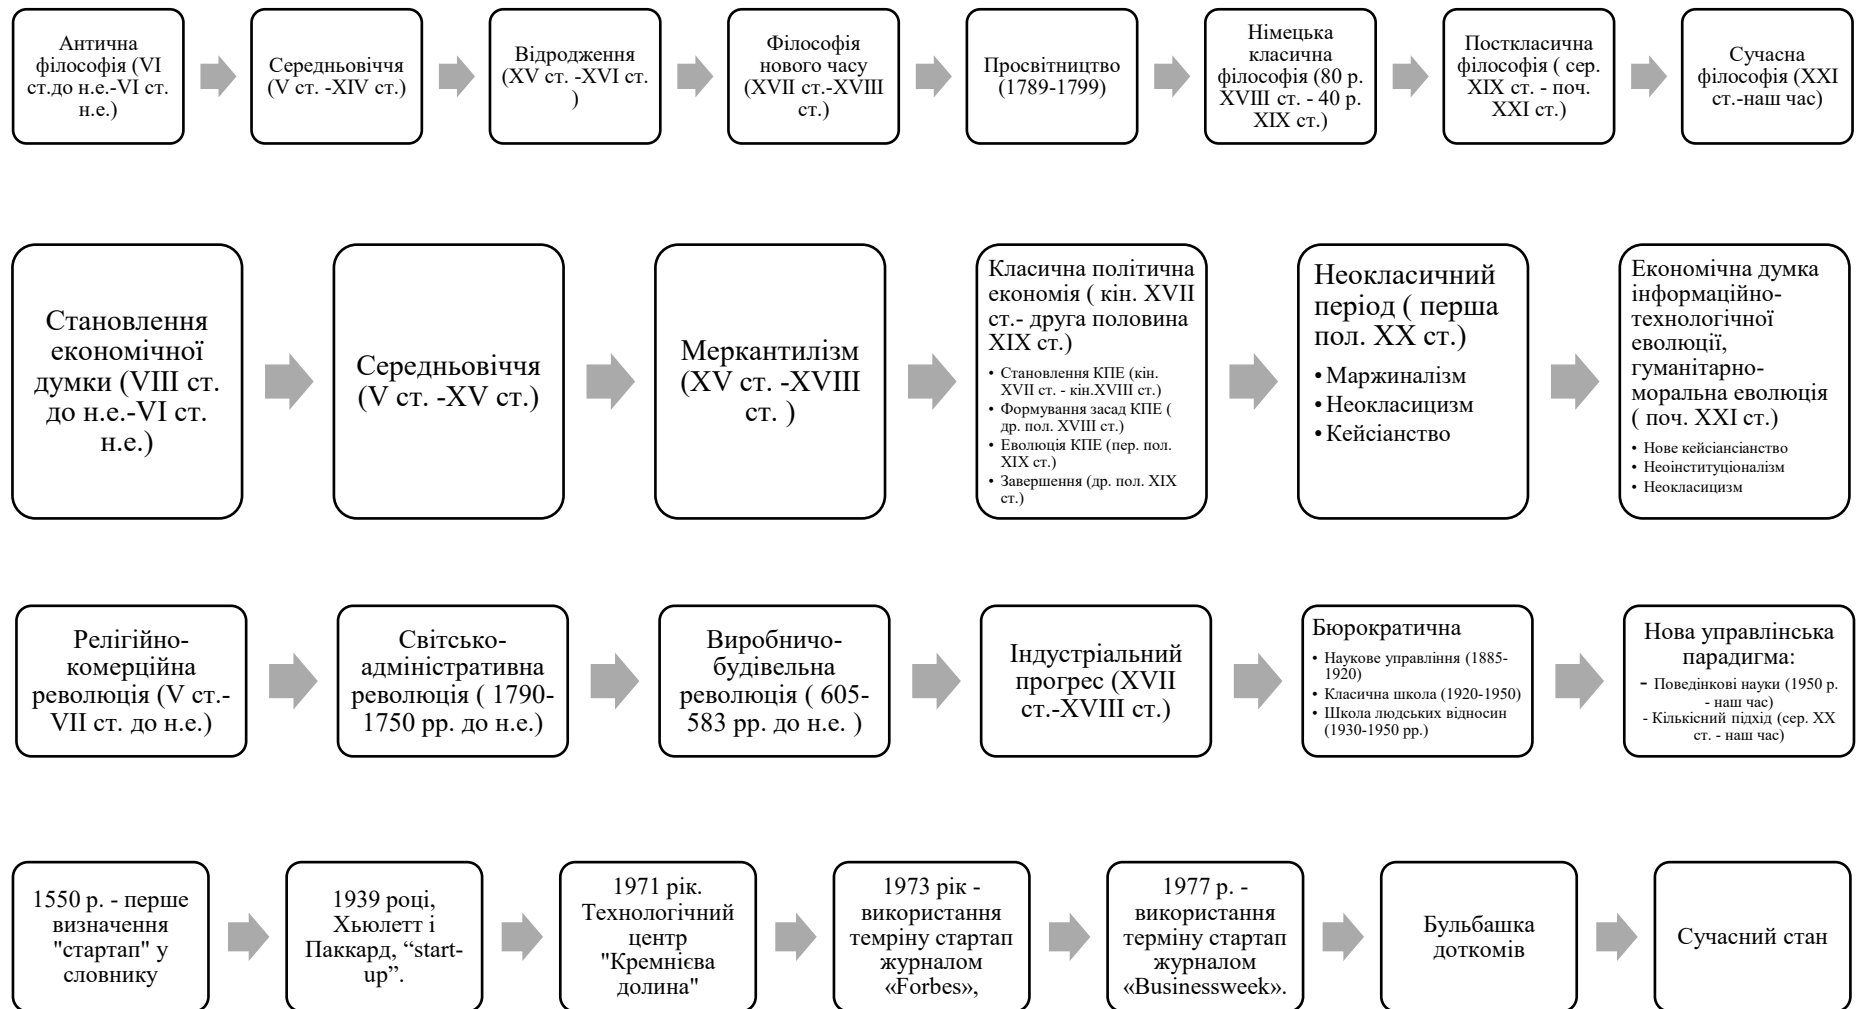 Антична
філософія (VI
ст.до н.е.-VI ст.
н.е.)
Середньовіччя
(V ст. -XIV ст.)
Відродження
(XV ст. -XVI ст.
)
Філософія
нового часу
(XVII ст.-XVIII
ст.)
Просвітництво
(1789-1799)
Німецька
класична
філософія (80 р.
XVIII ст. - 40 р.
XIX ст.)
Посткласична
філософія ( сер.
XIX ст. - поч.
XXI ст.)
Сучасна
філософія (XXI
ст.-наш час)
Становлення
економічної
думки (VIII ст.
до н.е.-VI ст.
н.е.)
Середньовіччя
(V ст. -XV ст.)
Меркантилізм
(XV ст. -XVIII
ст. )
Класична політична
економія ( кін. XVII
ст.- друга половина
XIX ст.)
• Становлення КПЕ (кін.
XVII ст. - кін.XVIII ст.)
• Формування засад КПЕ (
др. пол. XVIII ст.)
• Еволюція КПЕ (пер. пол.
XIX ст.)
• Завершення (др. пол. XIX
ст.)
Неокласичний
період ( перша
пол. XX ст.)
• Маржиналізм
• Неокласицизм
• Кейсіанство
Економічна думка
інформаційно-
технологічної
еволюції,
гуманітарно-
моральна еволюція
( поч. XXI ст.)
• Нове кейсіансіанство
• Неоінституціоналізм
• Неокласицизм
Релігійно-
комерційна
революція (V ст.-
VII ст. до н.е.)
Світсько-
адміністративна
революція ( 1790-
1750 рр. до н.е.)
Виробничо-
будівельна
революція ( 605-
583 рр. до н.е. )
Індустріальний
прогрес (XVII
ст.-XVIII ст.)
Бюрократична
• Наукове управління (1885-
1920)
• Класична школа (1920-1950)
• Школа людських відносин
(1930-1950 рр.)
Нова управлінська
парадигма:
- Поведінкові науки (1950 р.
- наш час)
- Кількісний підхід (сер. XX
ст. - наш час)
1550 р. - перше
визначення
"стартап" у
словнику
1939 році,
Хьюлетт і
Паккард, “start-
up”.
1971 рік.
Технологічний
центр
"Кремнієва
долина"
1973 рік -
використання
темріну стартап
журналом
«Forbes»,
1977 р. -
використання
терміну стартап
журналом
«Businessweek».
Бульбашка
доткомів
Сучасний стан